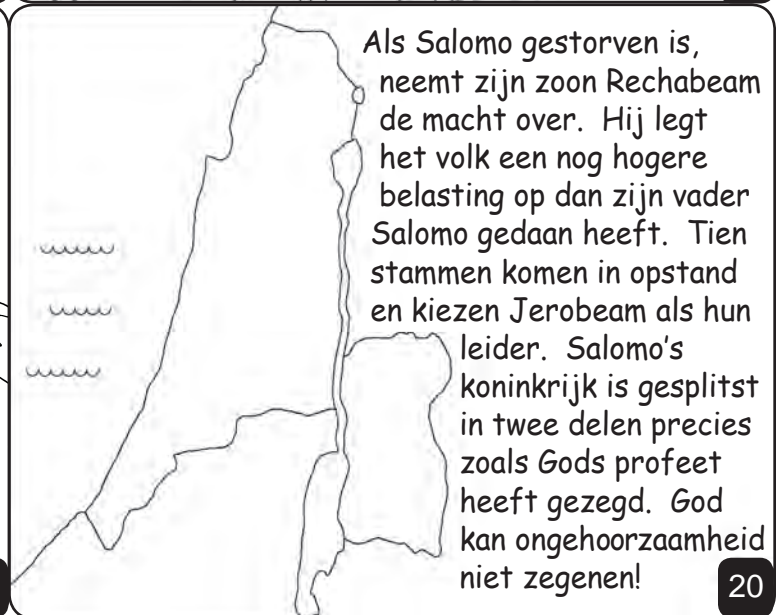 Als Salomo gestorven is,
neemt zijn zoon Rechabeam
de macht over. Hij legt
het volk een nog hogere
belasting op dan zijn vader
Salomo gedaan heeft. Tien
stammen komen in opstand
en kiezen Jerobeam als hun
leider. Salomo's
koninkrijk is gesplitst
in twee delen precies
zoals Gods profeet
heeft gezegd. God
kan ongehoorzaamheid
niet zegenen!
20